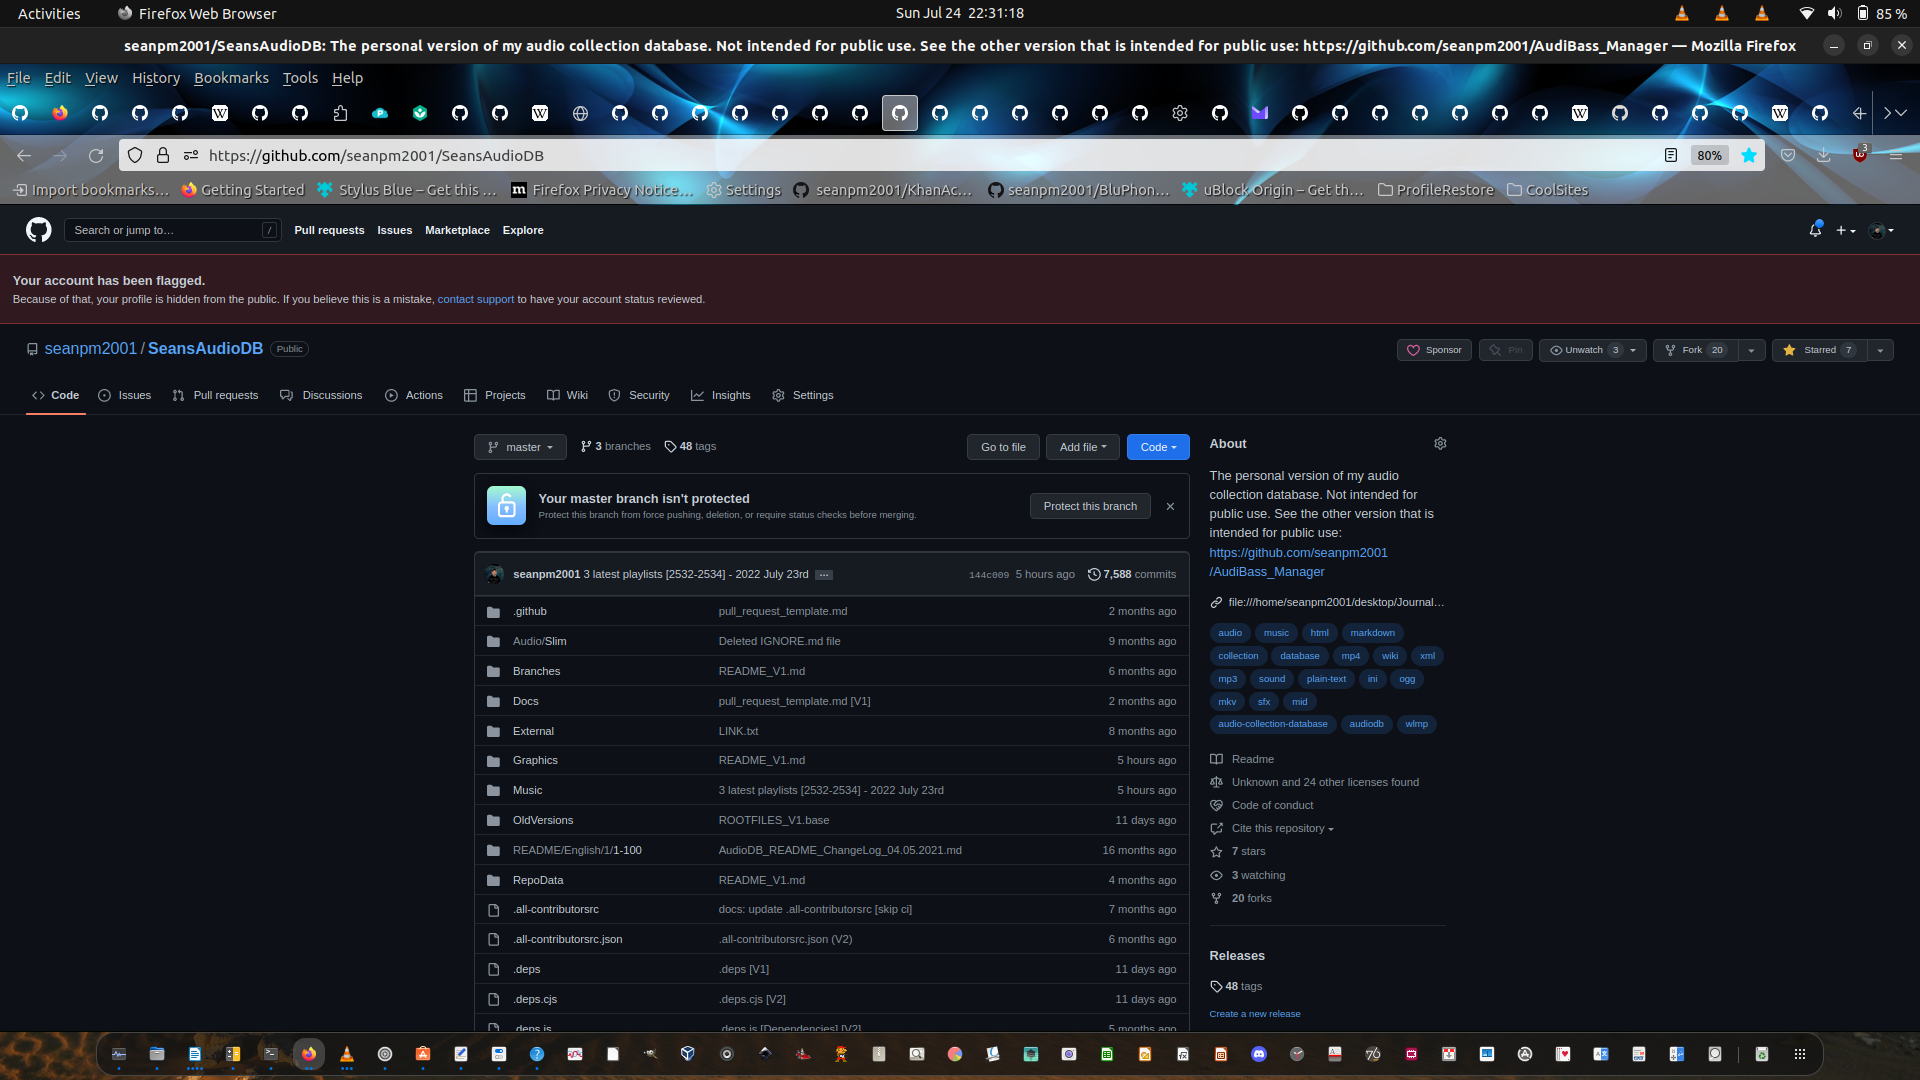 Activities Firefox Web Browser Sun Jul 24 22:31:18 85 %
seanpm2001/SeansAudioDB: The personal version of my audio collection database. Not intended for public use. See the other version that is intended for public use: https://github.com/seanpm2001/AudiBass_Manager — Mozilla Firefox
File Edit View History Bookmarks Tools Help
https://github.com/seanpm2001/SeansAudioDB 80% 3
Import bookmarks… Getting Started Stylus Blue – Get this … Firefox Privacy Notice… Settings seanpm2001/KhanAc… seanpm2001/BluPhon… uBlock Origin – Get th… ProfileRestore CoolSites
Search or jump to… / Pull requests Issues Marketplace Explore
Your account has been flagged.
Because of that, your profile is hidden from the public. If you believe this is a mistake, contact support to have your account status reviewed.
seanpm2001 / SeansAudioDB Public Sponsor Pin Unwatch 3 Fork 20 Starred 7
Code Issues Pull requests Discussions Actions Projects Wiki Security Insights Settings
master 3 branches 48 tags Go to file Add file Code
Your master branch isn't protected
Protect this branch from force pushing, deletion, or require status checks before merging.
Protect this branch
seanpm2001 3 latest playlists [2532-2534] - 2022 July 23rd … 144c009 5 hours ago 7,588 commits
.github pull_request_template.md 2 months ago
Audio/Slim Deleted IGNORE.md file 9 months ago
Branches README_V1.md 6 months ago
Docs pull_request_template.md [V1] 2 months ago
External LINK.txt 8 months ago
Graphics README_V1.md 5 hours ago
Music 3 latest playlists [2532-2534] - 2022 July 23rd 5 hours ago
OldVersions ROOTFILES_V1.base 11 days ago
README/English/1/1-100 AudioDB_README_ChangeLog_04.05.2021.md 16 months ago
RepoData README_V1.md 4 months ago
.all-contributorsrc docs: update .all-contributorsrc [skip ci] 7 months ago
.all-contributorsrc.json .all-contributorsrc.json (V2) 6 months ago
.deps .deps [V1] 11 days ago
.deps.cjs .deps.cjs [V2] 11 days ago
.deps.js .deps.js [Dependencies] [V2] 5 months ago
About
The personal version of my audio
collection database. Not intended for
public use. See the other version that is
intended for public use:
https://github.com/seanpm2001
/AudiBass_Manager
file:///home/seanpm2001/desktop/Journal…
audio music html markdown
collection database mp4 wiki xml
mp3 sound plain-text ini ogg
mkv sfx mid
audio-collection-database audiodb wlmp
Readme
Unknown and 24 other licenses found
Code of conduct
Cite this repository
7 stars
3 watching
20 forks
Releases
48 tags
Create a new release